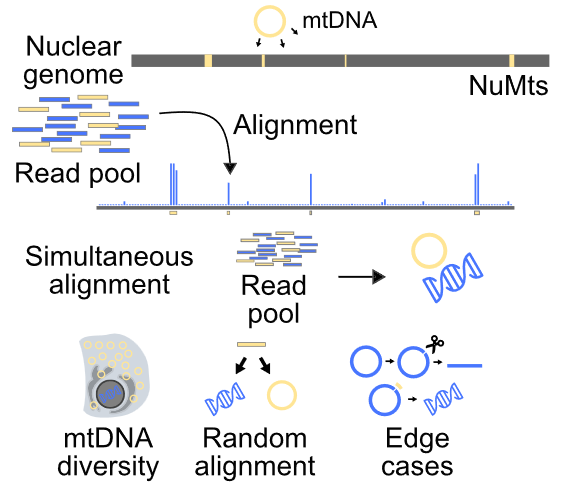 mtDNA
Nuclear
genome
NuMts
Alignment
Read pool
Simultaneous
alignment
Read
pool
mtDNA
diversity
Random
alignment
Edge
cases